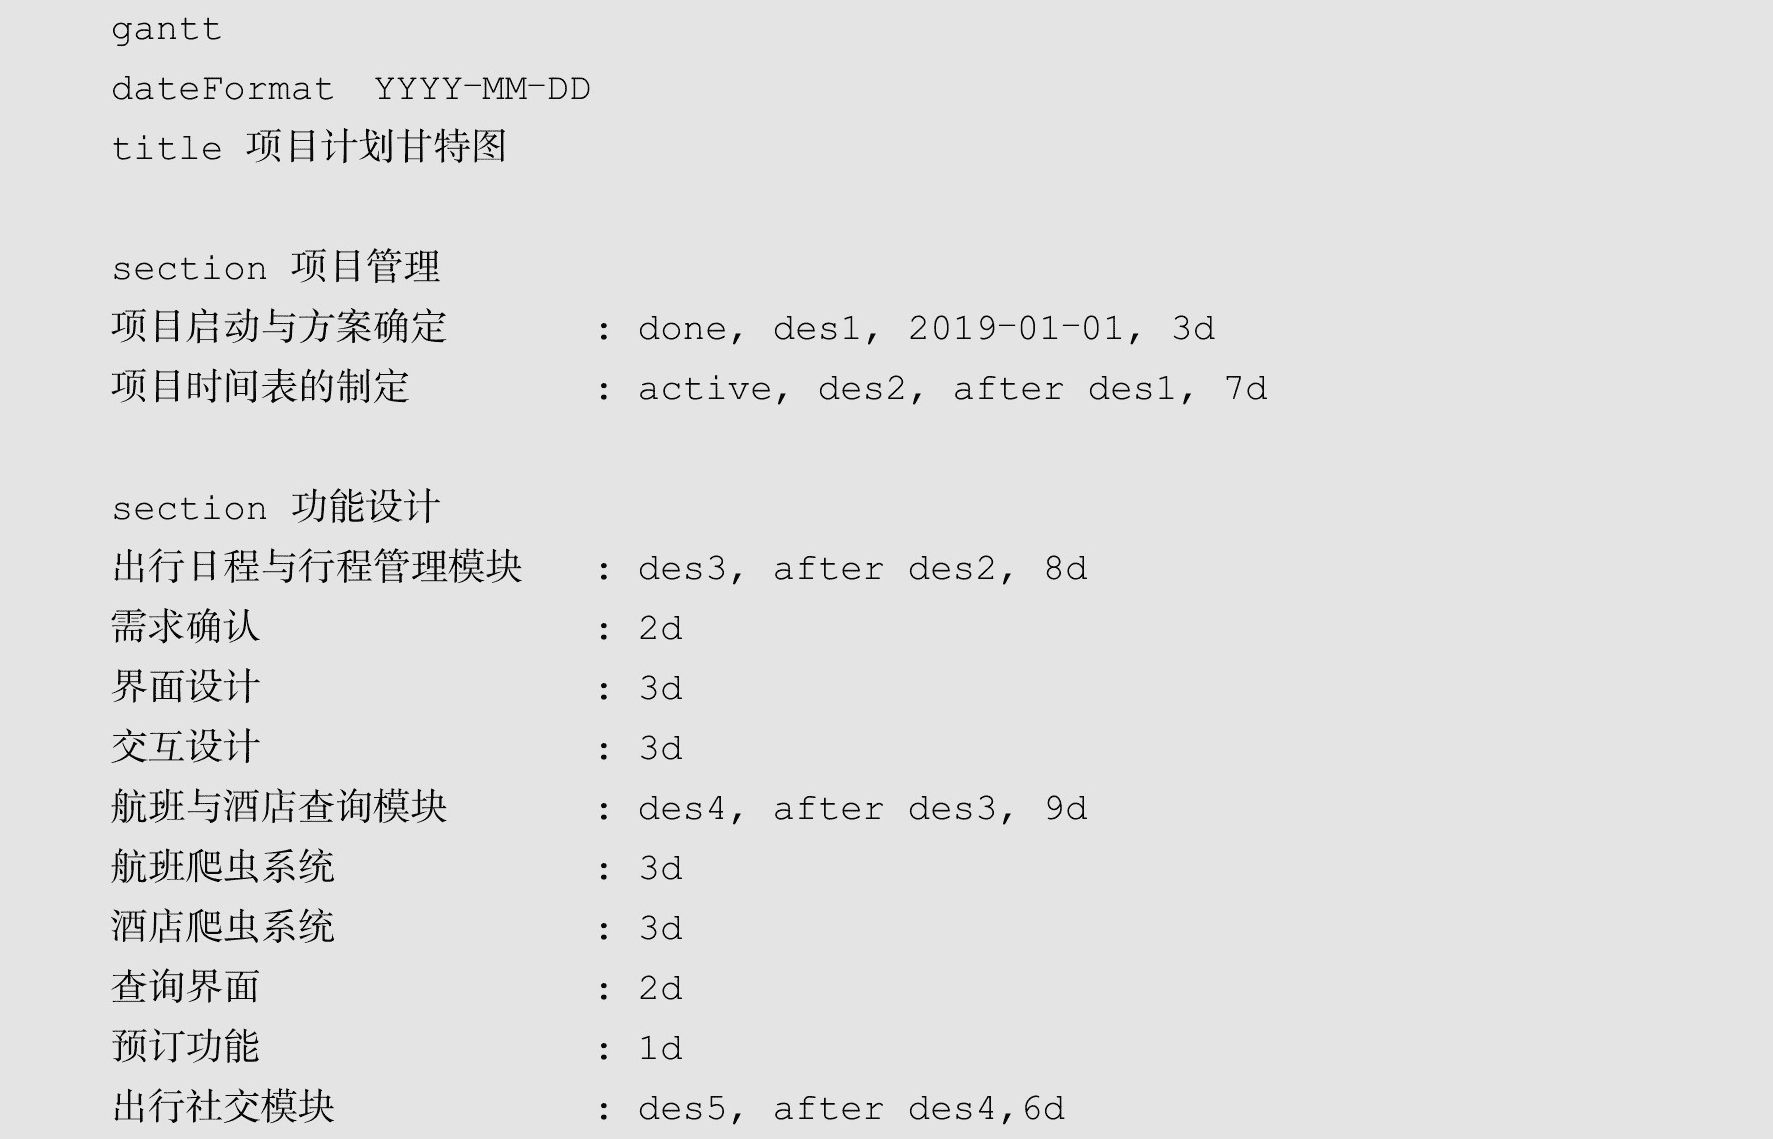 gantt
dateFormat  YYYY-MM-DD
title 项目计划甘特图
section 项目管理
项目启动与方案确定 : done, des1, 2019-01-01, 3d
项目时间表的制定 : active, des2, after des1, 7d
section 功能设计
出行日程与行程管理模块 : des3, after des2, 8d
需求确认 : 2d
界面设计 : 3d
交互设计 : 3d
航班与酒店查询模块 : des4, after des3, 9d
航班爬虫系统 : 3d
酒店爬虫系统 : 3d
查询界面 : 2d
预订功能 : 1d
出行社交模块 : des5, after des4,6d